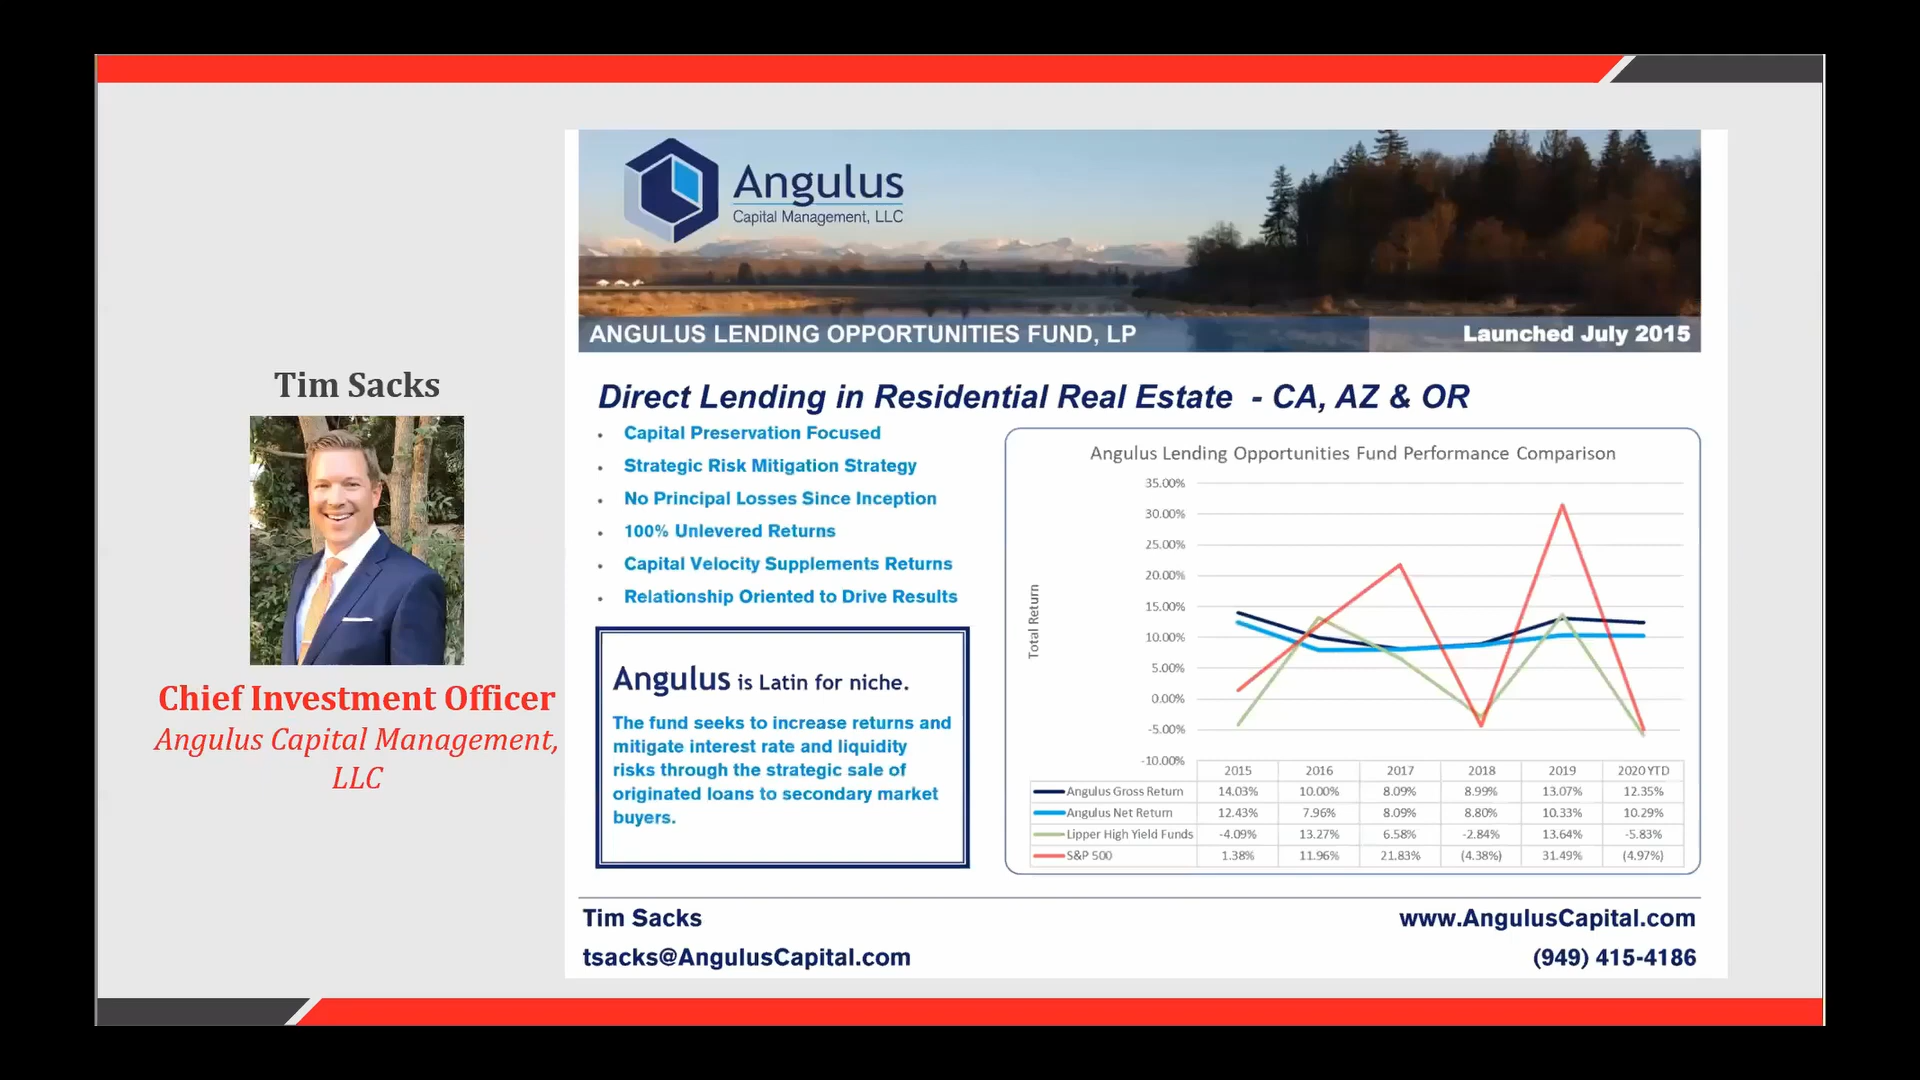 Tim Sacks
Chief Investment Officer
Angulus Capital Management,
LLC
Angulus
Capital Management, LLC
ANGULUS LENDING OPPORTUNITIES FUND, LP
Launched July 2015
Direct Lending in Residential Real Estate - CA, AZ & OR
• Capital Preservation Focused
• Strategic Risk Mitigation Strategy
• No Principal Losses Since Inception
• 100% Unlevered Returns
• Capital Velocity Supplements Returns
• Relationship Oriented to Drive Results
Angulus is Latin for niche.
The fund seeks to increase returns and
mitigate interest rate and liquidity
risks through the strategic sale of
originated loans to secondary market
buyers.
Angulus Lending Opportunities Fund Performance Comparison
Total Return
35.00%
30.00%
25.00%
20.00%
15.00%
10.00%
5.00%
0.00%
-5.00%
-10.00%
2015 2016 2017 2018 2019 2020 YTD
Angulus Gross Return 14.03% 10.00% 8.09% 8.99% 13.07% 12.35%
Angulus Net Return 12.43% 7.96% 8.09% 8.80% 10.33% 10.29%
Lipper High Yield Funds -4.09% 13.27% 6.58% -2.84% 13.64% -5.83%
S&P 500 1.38% 11.96% 21.83% (4.38%) 31.49% (4.97%)
Tim Sacks
tsacks@AngulusCapital.com
www.AngulusCapital.com
(949) 415-4186